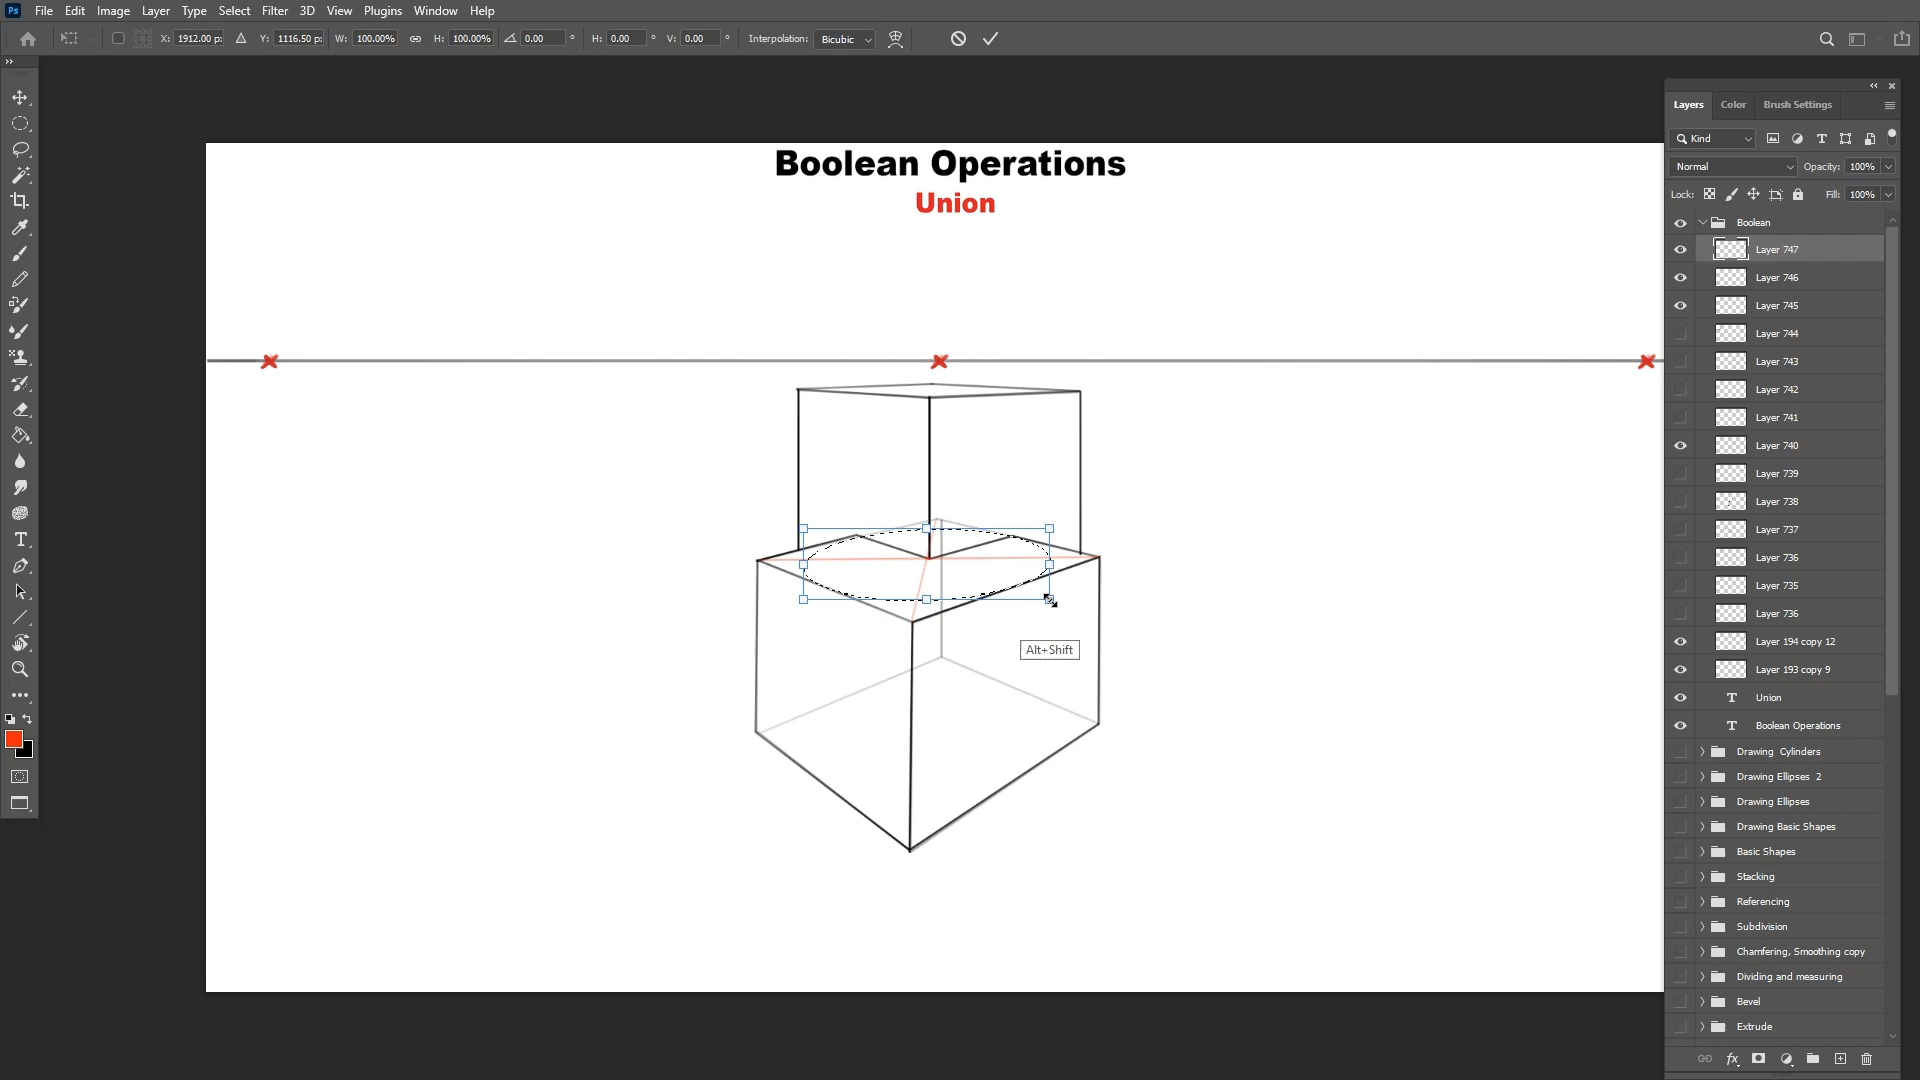 Ps File Edit Image Layer Type Select Filter 3D View Plugins Window Help
X: 1912.00 px Y: 1116.50 px W: 100.00% H: 100.00% 0.00 ° H: 0.00 ° V: 0.00 ° Interpolation: Bicubic
Boolean Operations
Union
Alt+Shift
Layers Color Brush Settings
Kind
Normal Opacity: 100%
Lock: Fill: 100%
Boolean
Layer 747
Layer 746
Layer 745
Layer 744
Layer 743
Layer 742
Layer 741
Layer 740
Layer 739
Layer 738
Layer 737
Layer 736
Layer 735
Layer 736
Layer 194 copy 12
Layer 193 copy 9
Union
Boolean Operations
Drawing Cylinders
Drawing Ellipses 2
Drawing Ellipses
Drawing Basic Shapes
Basic Shapes
Stacking
Referencing
Subdivision
Chamfering, Smoothing copy
Dividing and measuring
Bevel
Extrude
fx